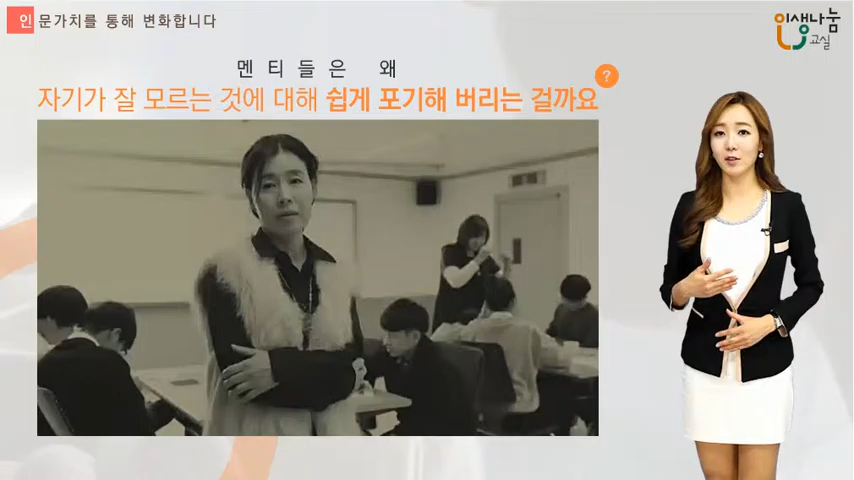 인문가치를 통해 변화합니다
인생나눔
교실
멘티들은 왜
자기가 잘 모르는 것에 대해 쉽게 포기해 버리는 걸까요
?